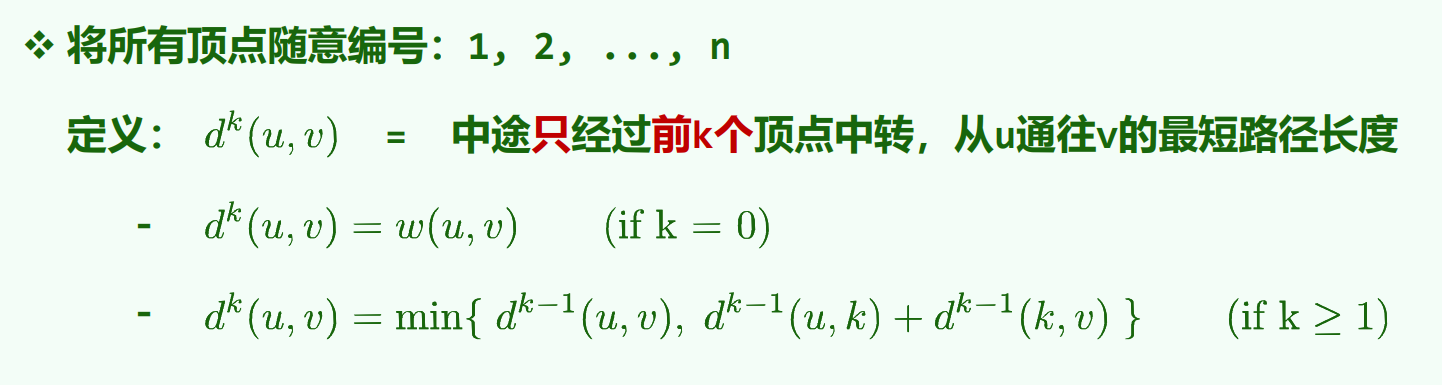 ❖ 将所有顶点随意编号：1, 2, ..., n
定义： d^k(u, v) = 中途只经过前k个顶点中转，从u通往v的最短路径长度
- d^k(u, v) = w(u, v) (if k = 0)
- d^k(u, v) = min{ d^{k−1}(u, v), d^{k−1}(u, k) + d^{k−1}(k, v) } (if k ≥ 1)